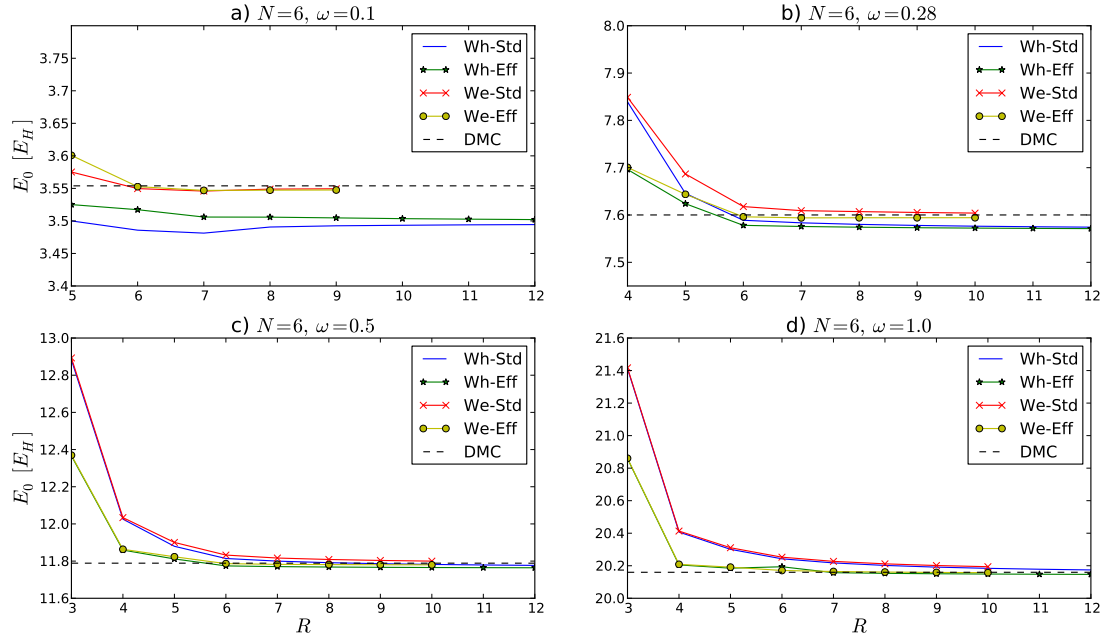 a) N=6, ω=0.1
E₀ [E_H]
3.75
3.7
3.65
3.6
3.55
3.5
3.45
3.4
5 6 7 8 9 10 11 12
Wh-Std
Wh-Eff
We-Std
We-Eff
DMC
b) N=6, ω=0.28
8.0
7.9
7.8
7.7
7.6
7.5
4 5 6 7 8 9 10 11 12
Wh-Std
Wh-Eff
We-Std
We-Eff
DMC
c) N=6, ω=0.5
E₀ [E_H]
13.0
12.8
12.6
12.4
12.2
12.0
11.8
11.6
3 4 5 6 7 8 9 10 11 12
R
Wh-Std
Wh-Eff
We-Std
We-Eff
DMC
d) N=6, ω=1.0
21.6
21.4
21.2
21.0
20.8
20.6
20.4
20.2
20.0
3 4 5 6 7 8 9 10 11 12
R
Wh-Std
Wh-Eff
We-Std
We-Eff
DMC